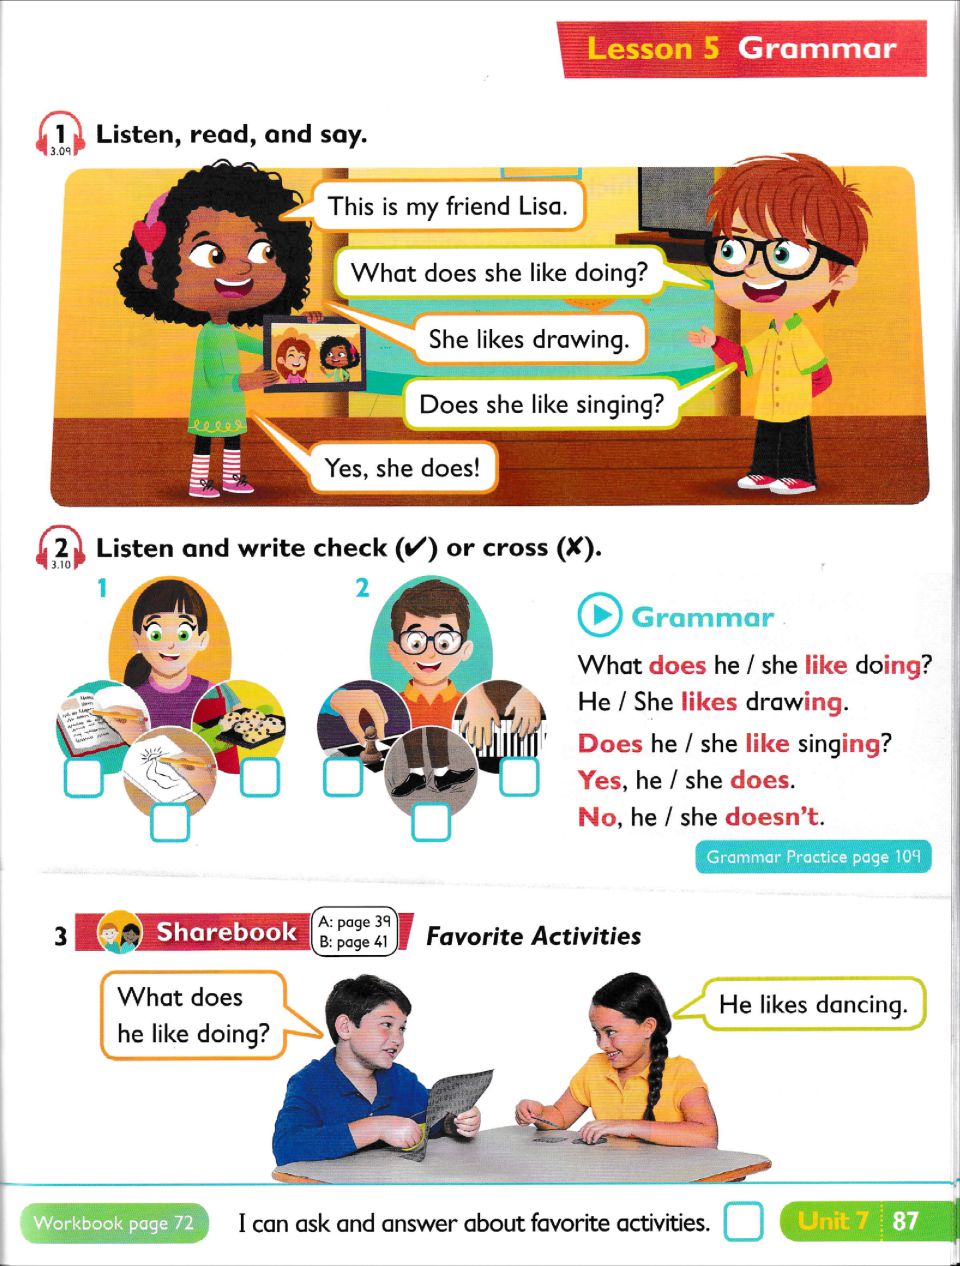 Lesson 5 Grammar
1 Listen, read, and say.
3.09
This is my friend Lisa.
What does she like doing?
She likes drawing.
Does she like singing?
Yes, she does!
2 Listen and write check (✔) or cross (✘).
3.10
1
2
Grammar
What does he / she like doing?
He / She likes drawing.
Does he / she like singing?
Yes, he / she does.
No, he / she doesn't.
Grammar Practice page 109
3 Sharebook
A: page 39
B: page 41
Favorite Activities
What does
he like doing?
He likes dancing.
Workbook page 72
I can ask and answer about favorite activities.
Unit 7 87